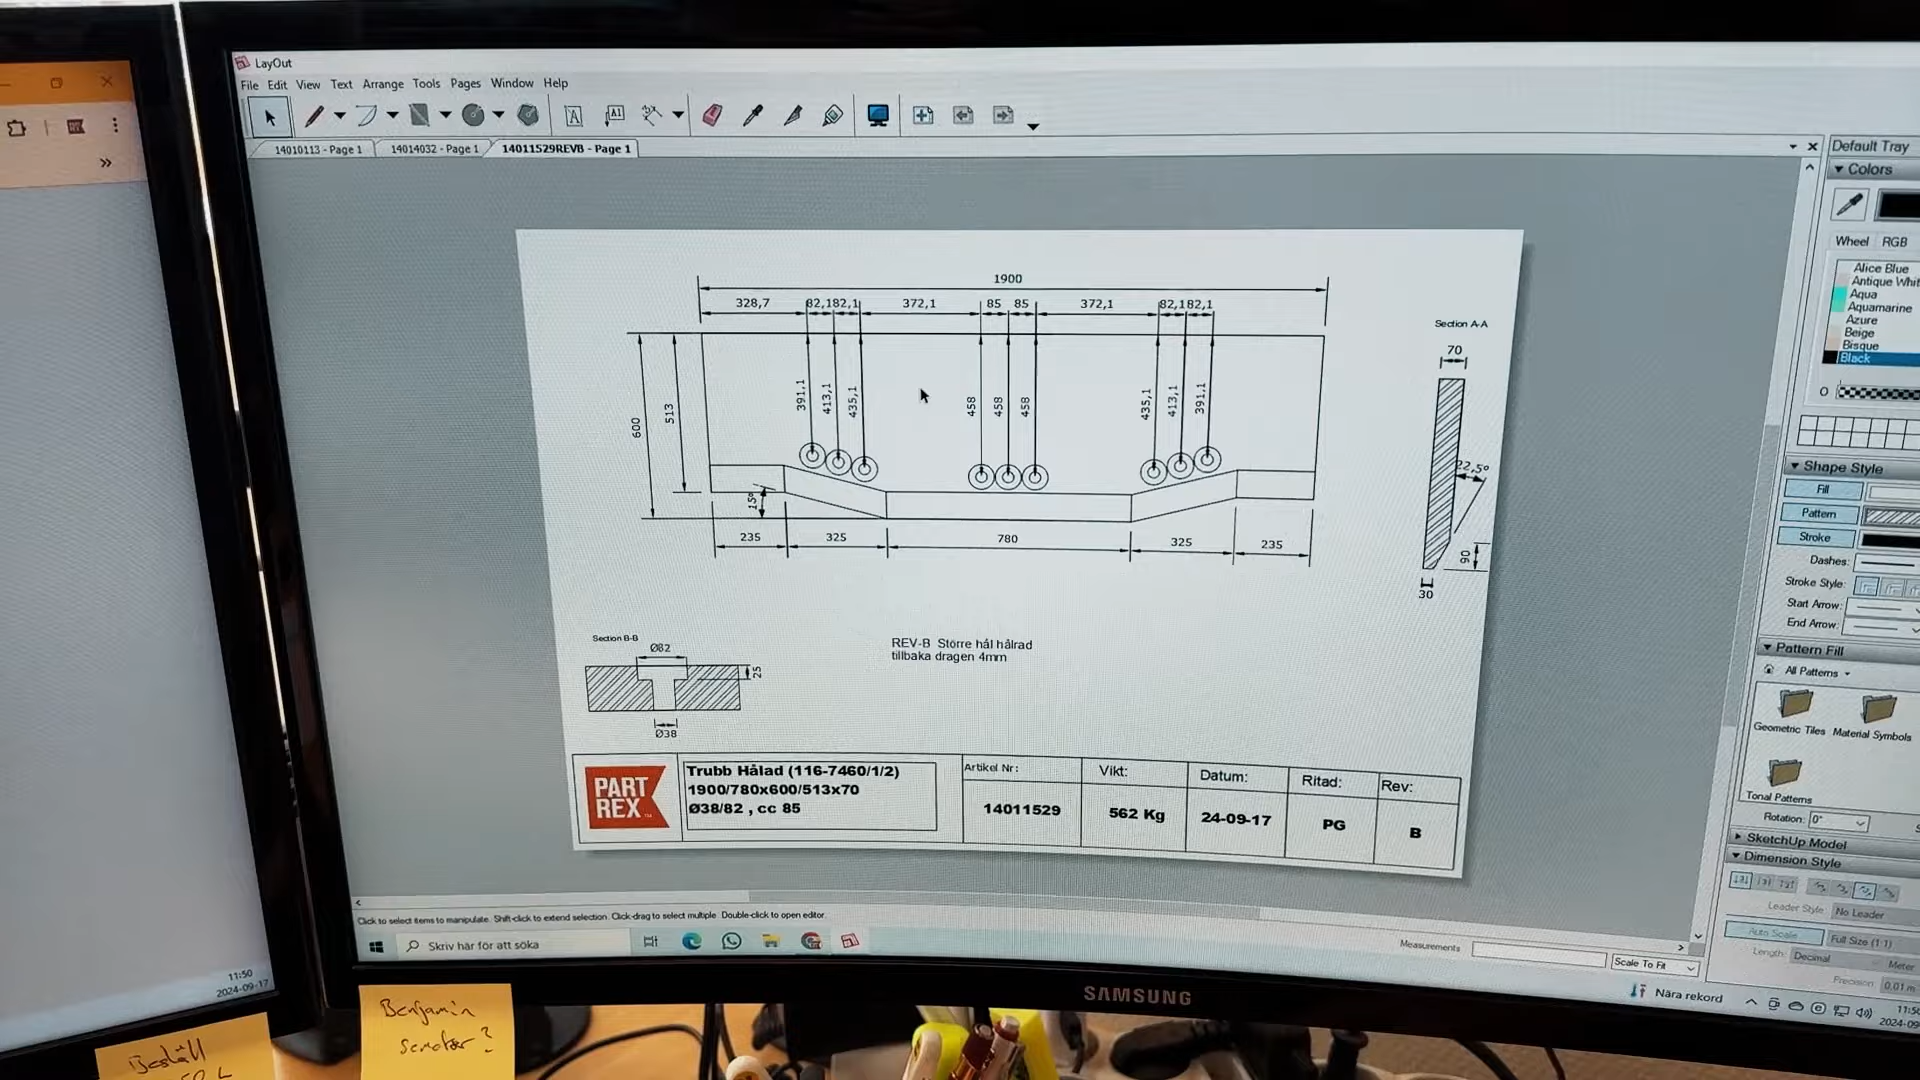 LayOut
File Edit View Text Arrange Tools Pages Window Help
14010113 - Page 1
14014032 - Page 1
14011529REVB - Page 1
Default Tray
Colors
Wheel RGB
Alice Blue
Antique Whit
Aqua
Aquamarine
Azure
Beige
Bisque
Black
Shape Style
Fill
Pattern
Stroke
Dashes:
Stroke Style:
Start Arrow:
End Arrow:
Pattern Fill
All Patterns
Geometric Tiles Material Symbols
Tonal Patterns
Rotation: 0°
SketchUp Model
Dimension Style
Leader Style: No Leader
Auto Scale Full Size (1:1)
Length: Decimal Meter
Precision: 0.01 m
1900
328,7 82,1 82,1 372,1 85 85 372,1 82,1 82,1
600
513
391,1 413,1 435,1 458 458 458 435,1 413,1 391,1
15°
235 325 780 325 235
Section A-A
70
22,5°
90
30
Section B-B
Ø82
25
Ø38
REV-B Större hål hålrad
tillbaka dragen 4mm
PART
REX
Trubb Hålad (116-7460/1/2)
1900/780x600/513x70
Ø38/82 , cc 85
Artikel Nr:
14011529
Vikt:
562 Kg
Datum:
24-09-17
Ritad:
PG
Rev:
B
Click to select items to manipulate. Shift-click to extend selection. Click-drag to select multiple. Double-click to open editor.
Measurements
Scale To Fit
Skriv här för att söka
Nära rekord
11:50
2024-09-17
SAMSUNG
Benjamin
Beställ